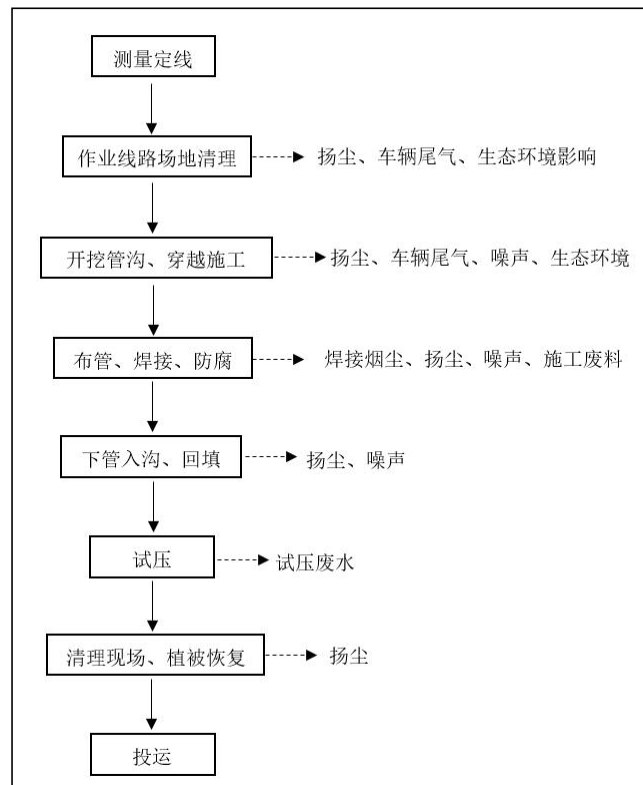 测量定线
作业线路场地清理
扬尘、车辆尾气、生态环境影响
开挖管沟、穿越施工
扬尘、车辆尾气、噪声、生态环境
布管、焊接、防腐
焊接烟尘、扬尘、噪声、施工废料
下管入沟、回填
扬尘、噪声
试压
试压废水
清理现场、植被恢复
扬尘
投运